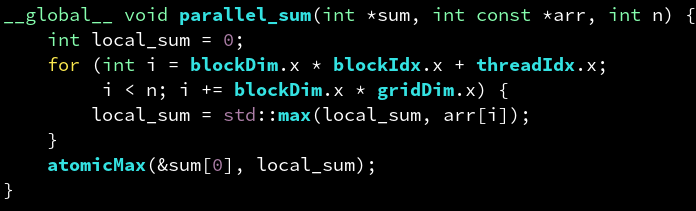 __global__ void parallel_sum(int *sum, int const *arr, int n) {
    int local_sum = 0;
    for (int i = blockDim.x * blockIdx.x + threadIdx.x;
         i < n; i += blockDim.x * gridDim.x) {
        local_sum = std::max(local_sum, arr[i]);
    }
    atomicMax(&sum[0], local_sum);
}